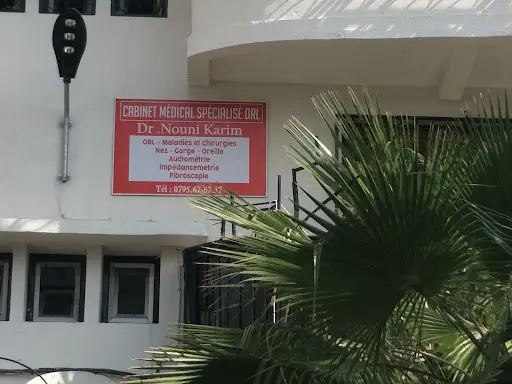 CABINET MÉDICAL SPÉCIALISÉ ORL
Dr .Nouni Karim
ORL - Maladies et Chirurgies
Nez - Gorge - Oreille
Audiométrie
Impédancemétrie
Fibroscopie
Tél : 0795.62.67.37